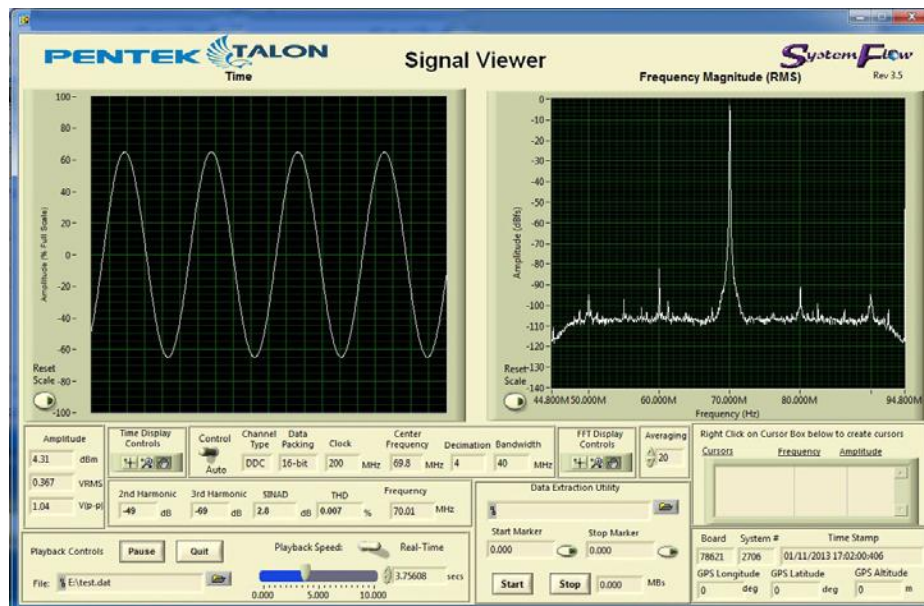 PENTEK TALON
Signal Viewer
SystemFlow
Rev 3.5
Time
Amplitude (% Full Scale)
100
80
60
40
20
0
-20
-40
-60
-80
-100
Reset
Scale
Frequency Magnitude (RMS)
Amplitude (dBfs)
0
-10
-20
-30
-40
-50
-60
-70
-80
-90
-100
-110
-120
-130
-140
Reset
Scale
44.800M 50.000M 60.000M 70.000M 80.000M 94.800M
Frequency (Hz)
Amplitude
4.31 dBm
0.367 VRMS
1.04 V(p-p)
Time Display
Controls
Control
Auto
Channel
Type
DDC
Data
Packing
16-bit
Clock
200 MHz
Center
Frequency
69.8 MHz
Decimation
4
Bandwidth
40 MHz
FFT Display
Controls
Averaging
20
Right Click on Cursor Box below to create cursors
Cursors Frequency Amplitude
2nd Harmonic
-49 dB
3rd Harmonic
-69 dB
SINAD
2.8 dB
THD
0.007 %
Frequency
70.01 MHz
Data Extraction Utility
Start Marker
0.000
Stop Marker
0.000
Start Stop 0.000 MBs
Playback Controls Pause Quit
Playback Speed: Real-Time
File: E:\test.dat
0.000 5.000 10.000
3.75608 secs
Board System # Time Stamp
78621 2706 01/11/2013 17:02:00:406
GPS Longitude GPS Latitude GPS Altitude
0 deg 0 deg 0 m